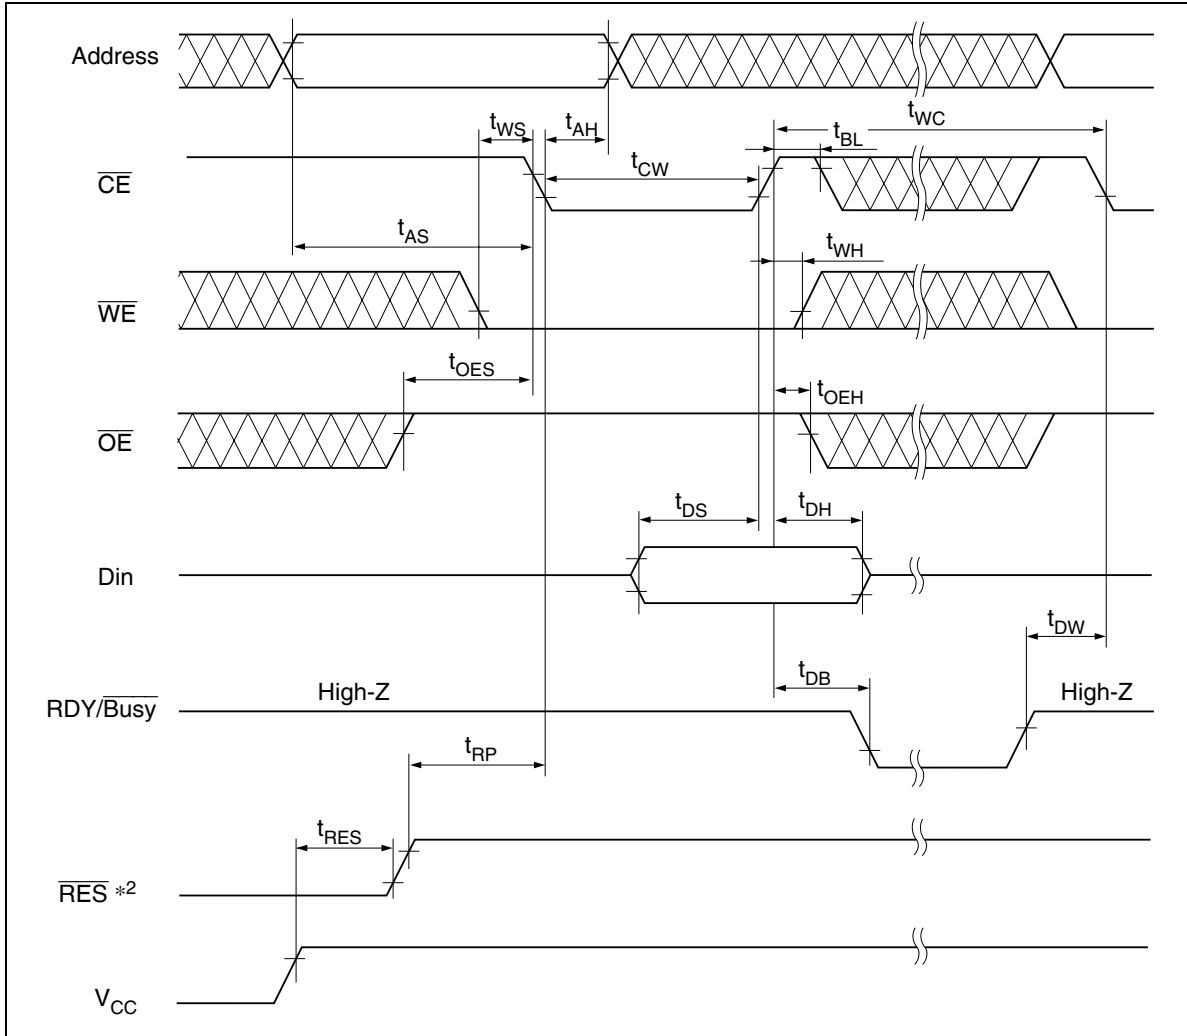 Address
tWS
tAH
tWC
tBL
CE
tCW
tAS
tWH
WE
tOES
tOEH
OE
tDS
tDH
Din
tDW
tDB
High-Z
High-Z
RDY/Busy
tRP
tRES
RES *2
VCC